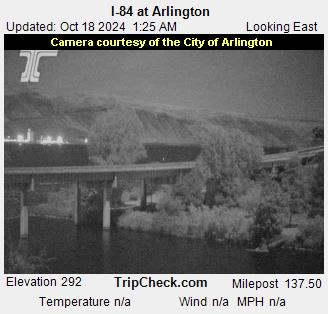 I-84 at Arlington
Updated: Oct 18 2024 1:25 AM Looking East
Camera courtesy of the City of Arlington
Elevation 292 TripCheck.com Milepost 137.50
Temperature n/a Wind n/a MPH n/a